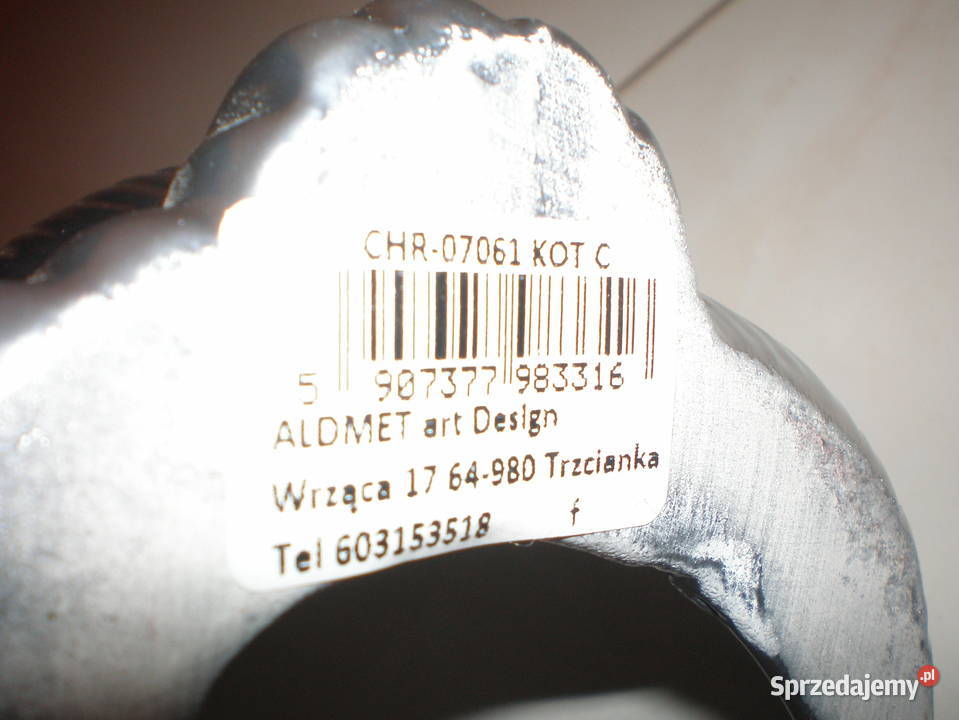 CHR-07061 KOT C
5 907377 983316
ALDMET art Design
Wrząca 17 64-980 Trzcianka
Tel 603153518 f
Sprzedajemy.pl